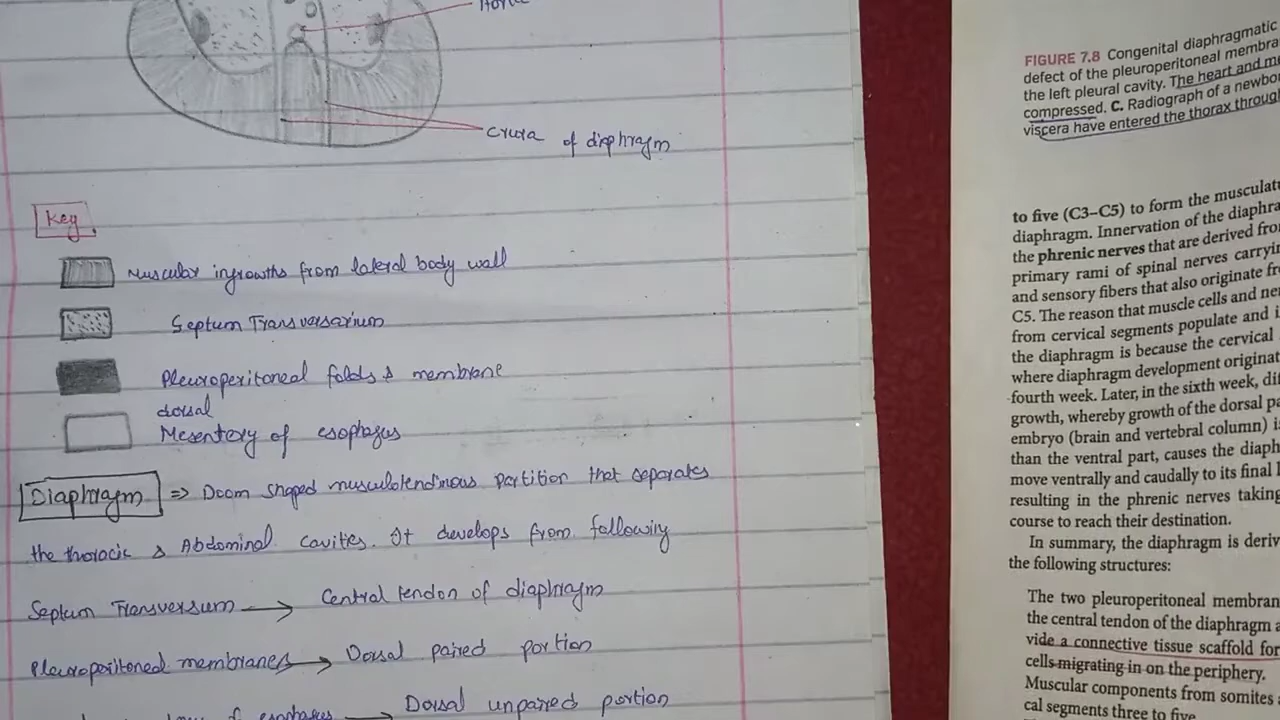 crura of diaphragm
Key
Muscular ingrowths from lateral body wall
Septum Transversarium
Pleuroperitoneal folds & membrane
dorsal
Mesentery of esophagus
Diaphragm => Doom shaped musculotendinous partition that separates
the thoracic & Abdominal cavities. It develops from following
Septum Transversum → Central tendon of diaphragm
Pleuroperitoneal membranes → Dorsal paired portion
of esophagus → Dorsal unpaired portion
FIGURE 7.8 Congenital diaphragmatic
defect of the pleuroperitoneal membra
the left pleural cavity. The heart and me
compressed. C. Radiograph of a newbo
viscera have entered the thorax through
to five (C3–C5) to form the musculatu
diaphragm. Innervation of the diaphra
the phrenic nerves that are derived fro
primary rami of spinal nerves carryin
and sensory fibers that also originate fr
C5. The reason that muscle cells and ne
from cervical segments populate and i
the diaphragm is because the cervical
where diaphragm development originat
fourth week. Later, in the sixth week, dif
growth, whereby growth of the dorsal pa
embryo (brain and vertebral column) i
than the ventral part, causes the diaph
move ventrally and caudally to its final l
resulting in the phrenic nerves taking
course to reach their destination.
In summary, the diaphragm is deriv
the following structures:
The two pleuroperitoneal membran
the central tendon of the diaphragm a
vide a connective tissue scaffold for
cells migrating in on the periphery.
Muscular components from somites
cal segments three to five